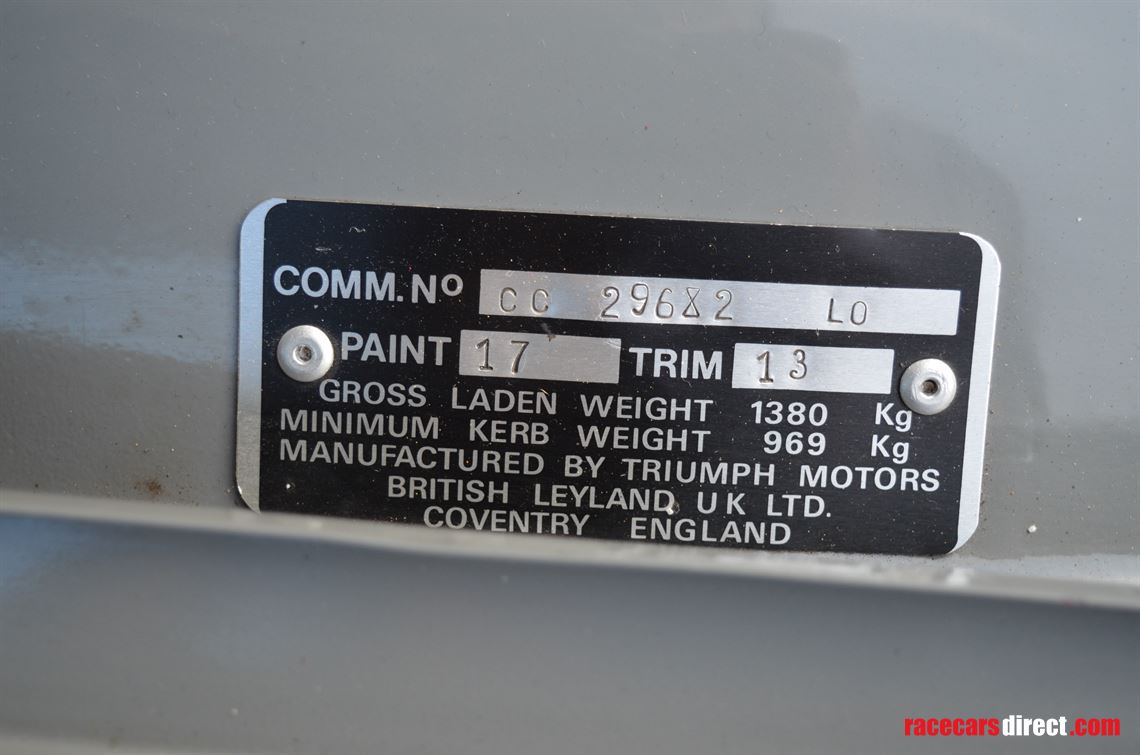 COMM. No CC 29682 LO
PAINT 17 TRIM 13
GROSS LADEN WEIGHT 1380 Kg
MINIMUM KERB WEIGHT 969 Kg
MANUFACTURED BY TRIUMPH MOTORS
BRITISH LEYLAND UK LTD.
COVENTRY ENGLAND
racecarsdirect.com